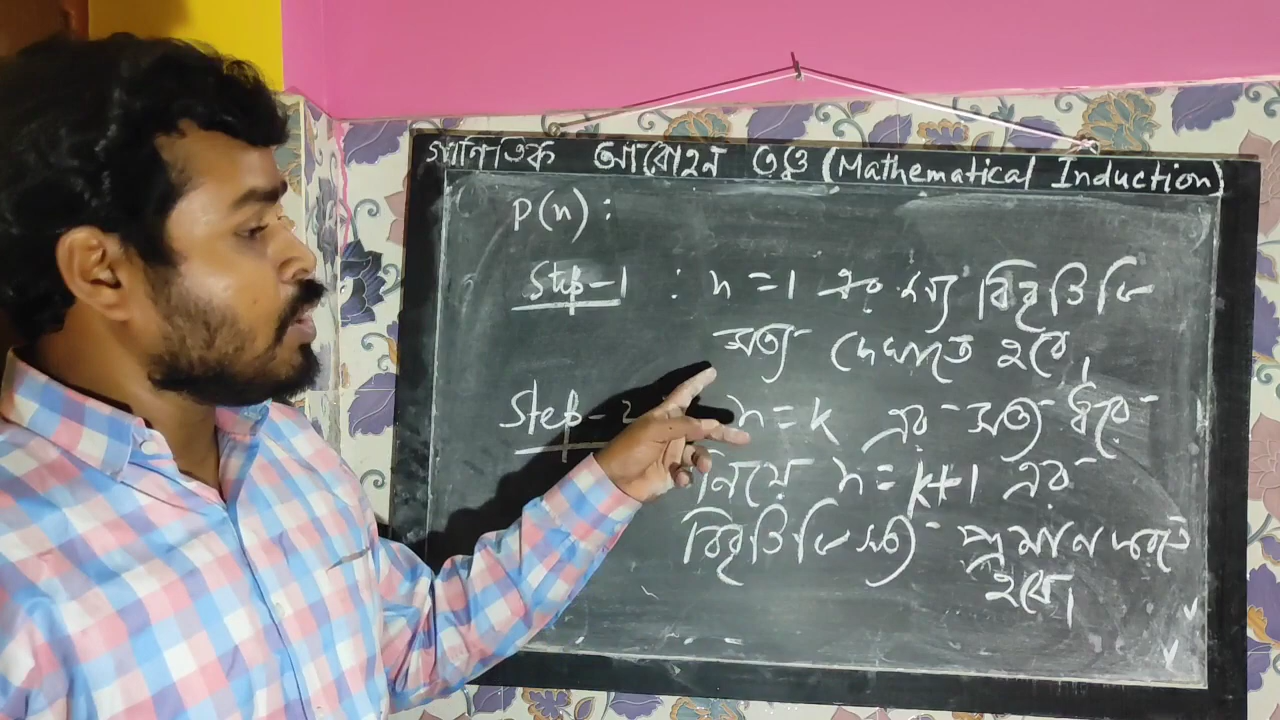 গানিতিক আরোহন তত্ত্ব (Mathematical Induction)
P(n):
Step-1 : n=1 এর জন্য বিবৃতিটি
সত্য দেখাতে হবে।
Step-2 n=k এর সত্য ধরে
নিয়ে n=k+1 এর
বিবৃতিটি সত্য প্রমান করতে
হবে।